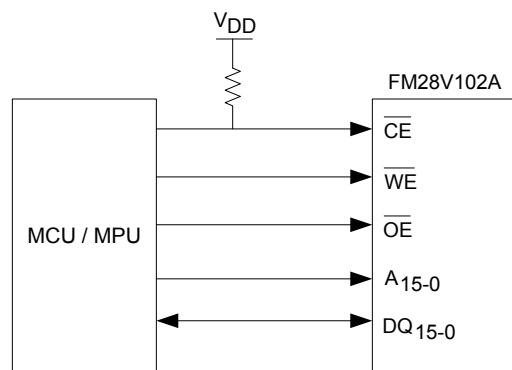 VDD
FM28V102A
CE
WE
OE
MCU / MPU
A15-0
DQ15-0